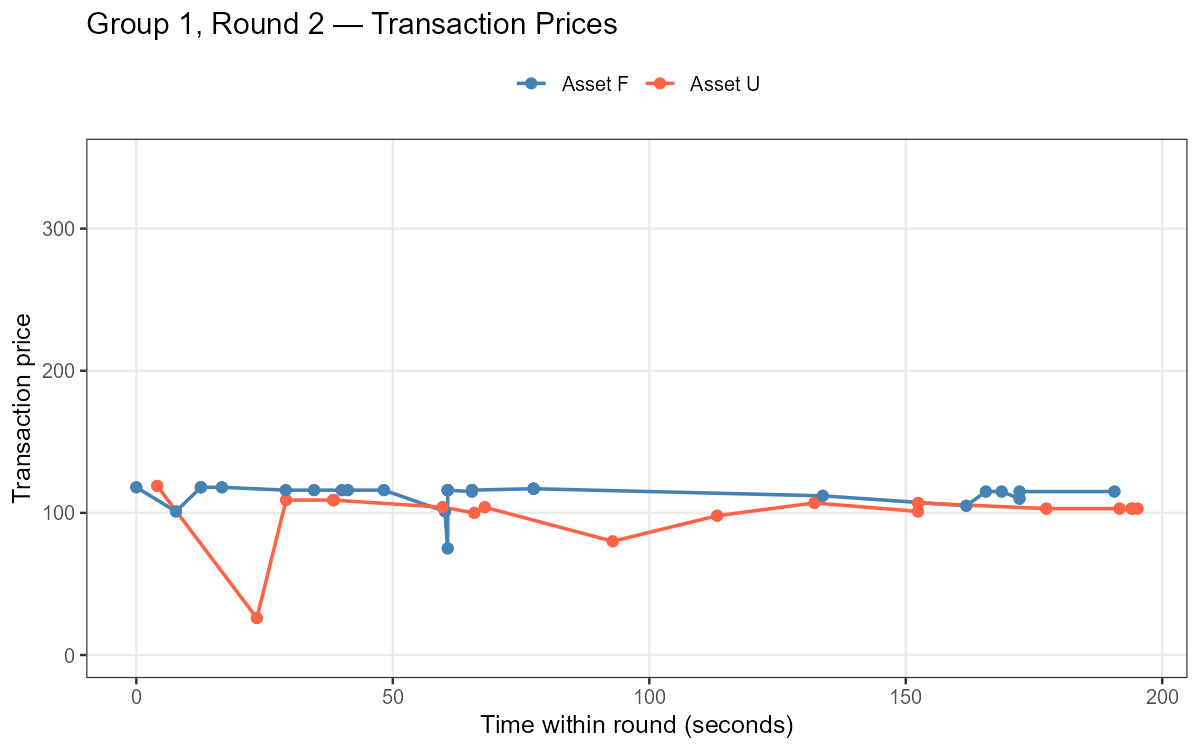 Group 1, Round 2 — Transaction Prices
Asset F
Asset U
Transaction price
300
200
100
0
0
50
100
150
200
Time within round (seconds)